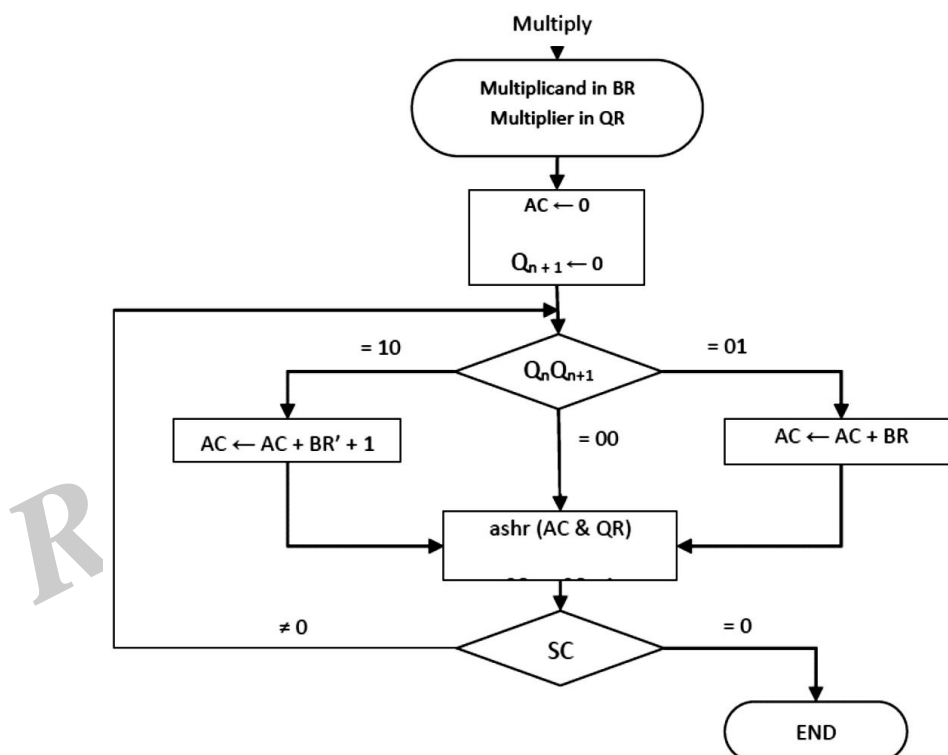 Multiply
Multiplicand in BR
Multiplier in QR
AC ← 0
Qn + 1 ← 0
= 10
QnQn+1
= 01
AC ← AC + BR' + 1
= 00
AC ← AC + BR
R
ashr (AC & QR)
≠ 0
SC
= 0
END